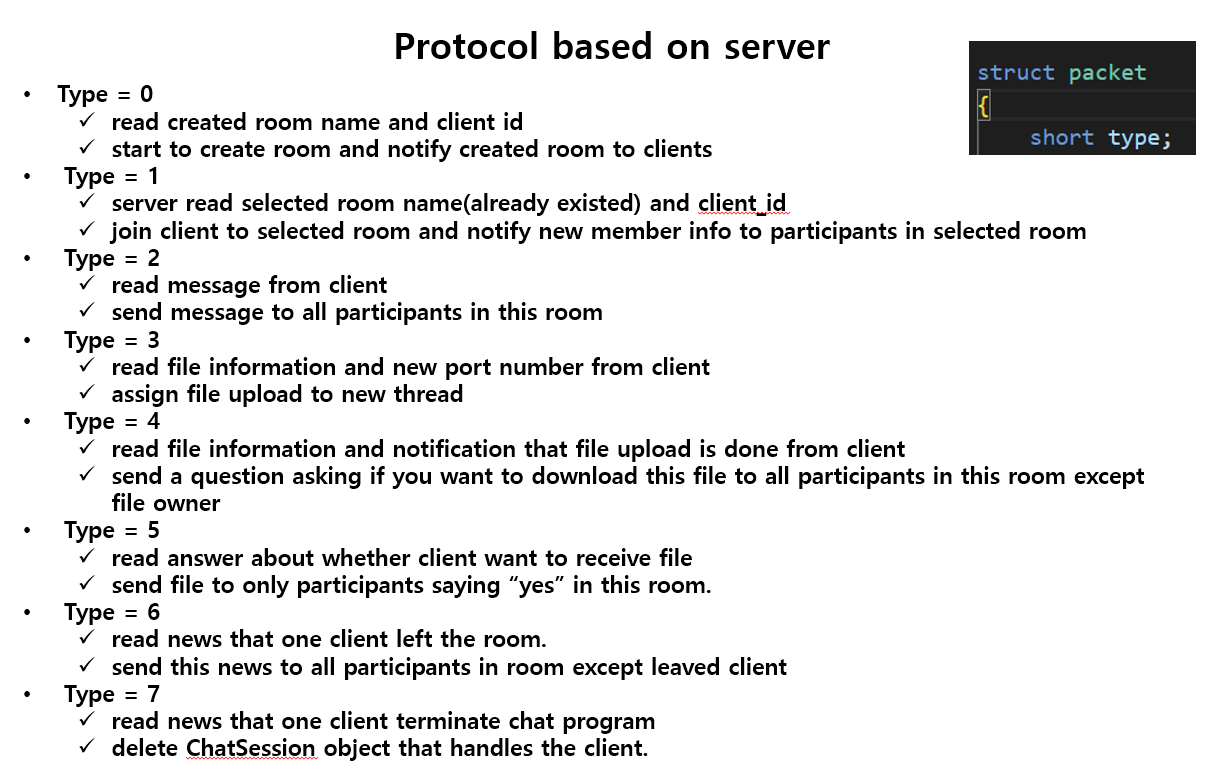 Protocol based on server
struct packet
{
short type;
• Type = 0
✓ read created room name and client id
✓ start to create room and notify created room to clients
• Type = 1
✓ server read selected room name(already existed) and client_id
✓ join client to selected room and notify new member info to participants in selected room
• Type = 2
✓ read message from client
✓ send message to all participants in this room
• Type = 3
✓ read file information and new port number from client
✓ assign file upload to new thread
• Type = 4
✓ read file information and notification that file upload is done from client
✓ send a question asking if you want to download this file to all participants in this room except
file owner
• Type = 5
✓ read answer about whether client want to receive file
✓ send file to only participants saying “yes” in this room.
• Type = 6
✓ read news that one client left the room.
✓ send this news to all participants in room except leaved client
• Type = 7
✓ read news that one client terminate chat program
✓ delete ChatSession object that handles the client.